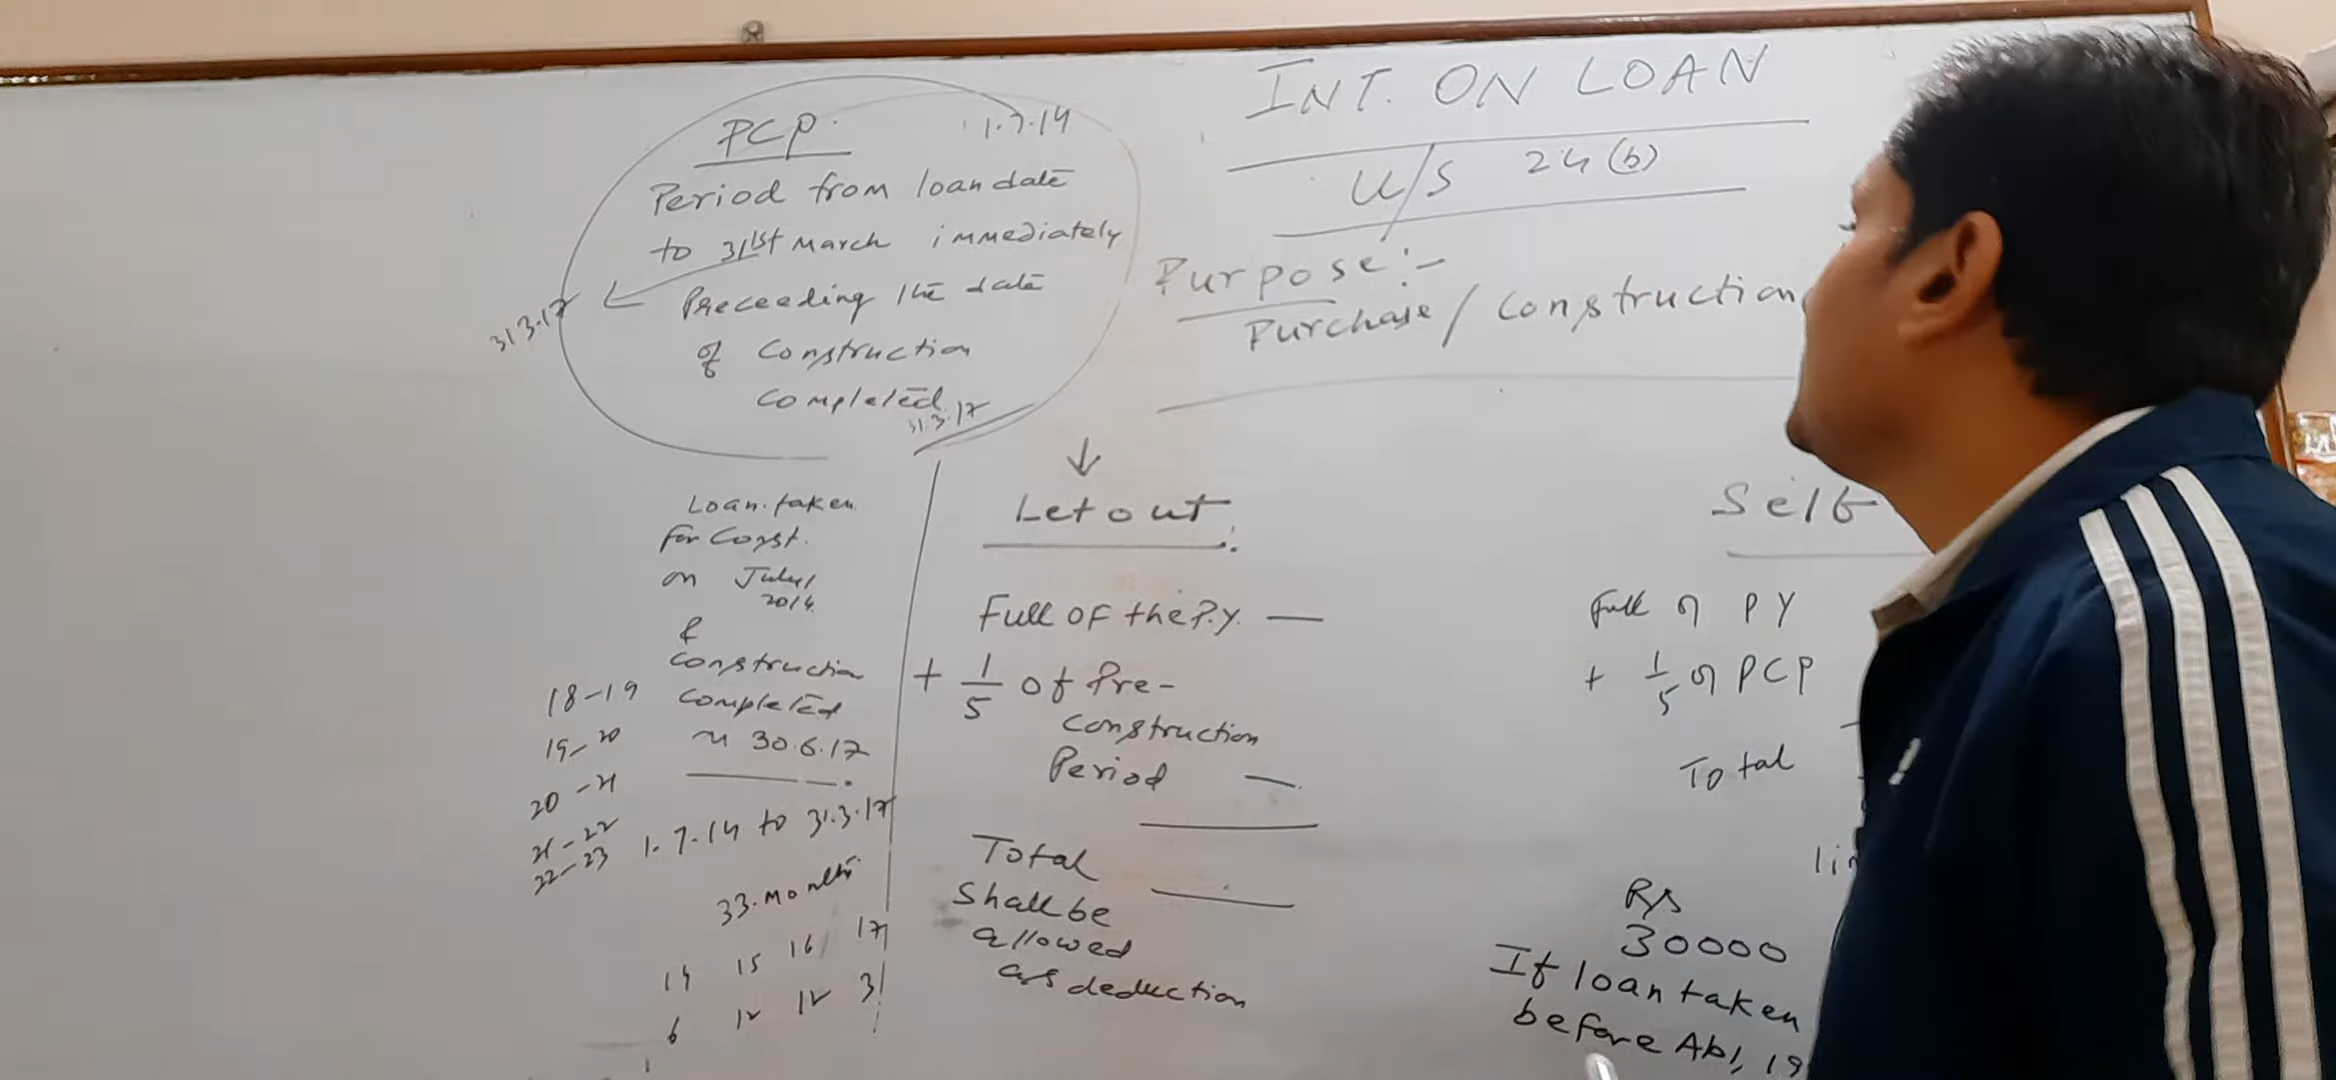 INT. ON LOAN
U/S 24(b)
Purpose:-
Purchase / Construction
PCP
1.7.14
Period from loan date
to 31st March immediately
Preceeding the date
of Construction
Completed
31.3.17
31.3.17
Loan taken
for Const.
on July,
2014
&
Construction
Completed
30.6.17
18-19
19-20
20-21
21-22
22-23
1.7.14 to 31.3.17
33 months
14 15 16 17
6 12 12 3
Let out
Full OF the P.Y.
+ 1/5 of Pre-
Construction
Period
Total
Shall be
allowed
as deduction
Self
Full of PY
+ 1/5 of PCP
Total
Rs
30000
If loan taken
before